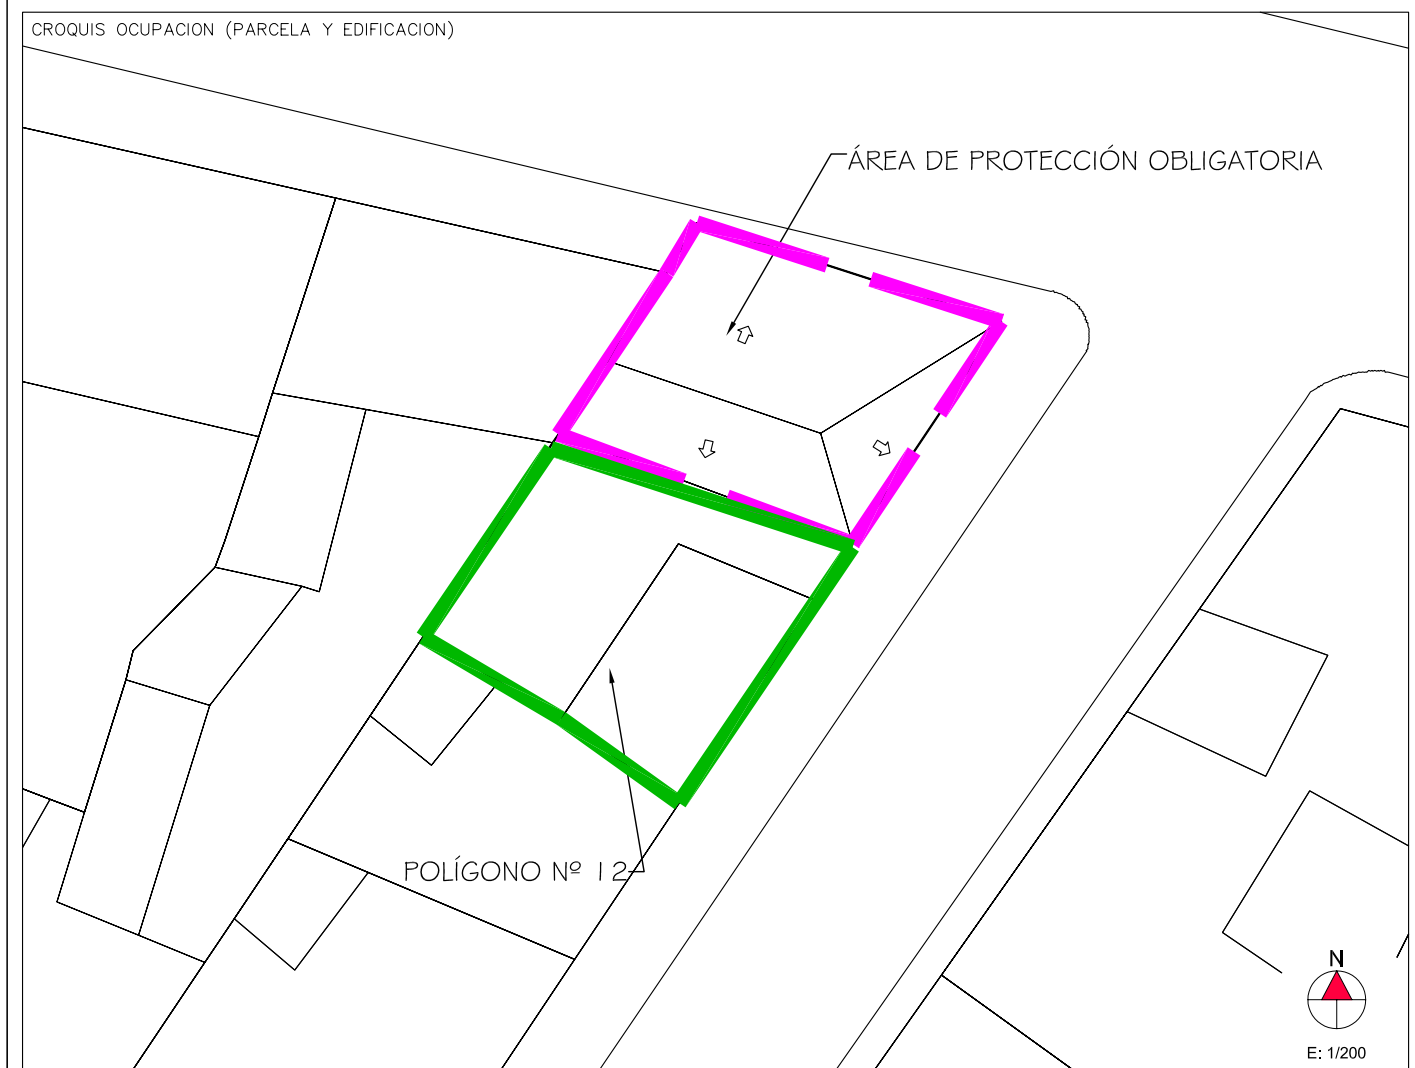 CROQUIS OCUPACION (PARCELA Y EDIFICACION)
ÁREA DE PROTECCIÓN OBLIGATORIA
POLÍGONO Nº 12
N
E: 1/200